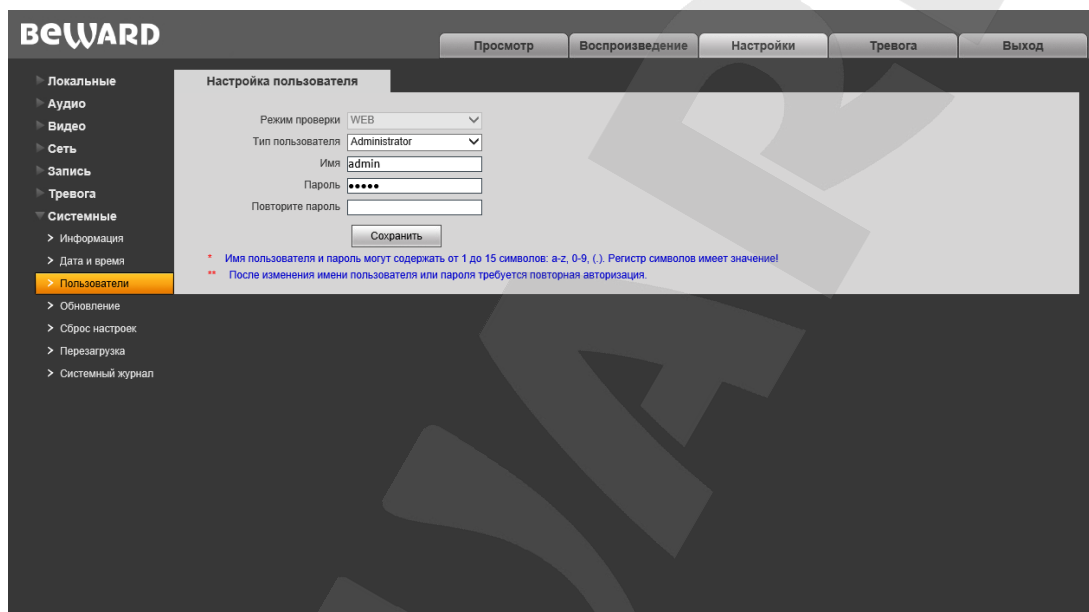 BEWARD
Просмотр
Воспроизведение
Настройки
Тревога
Выход
Локальные
Аудио
Видео
Сеть
Запись
Тревога
Системные
> Информация
> Дата и время
> Пользователи
> Обновление
> Сброс настроек
> Перезагрузка
> Системный журнал
Настройка пользователя
Режим проверки WEB
Тип пользователя Administrator
Имя admin
Пароль •••••
Повторите пароль
Сохранить
* Имя пользователя и пароль могут содержать от 1 до 15 символов: a-z, 0-9, (.). Регистр символов имеет значение!
** После изменения имени пользователя или пароля требуется повторная авторизация.